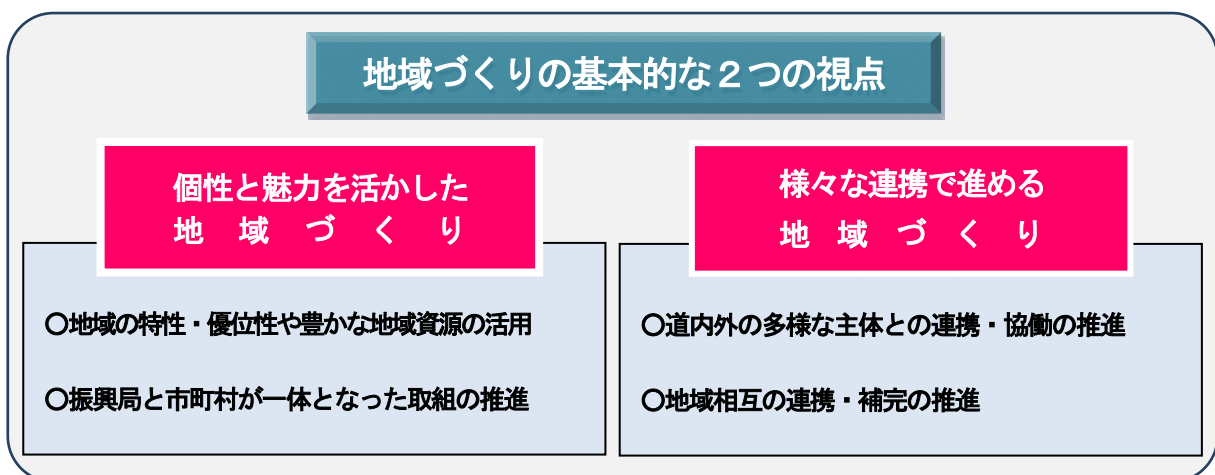 地域づくりの基本的な２つの視点
個性と魅力を活かした
地域づくり
〇地域の特性・優位性や豊かな地域資源の活用
〇振興局と市町村が一体となった取組の推進
様々な連携で進める
地域づくり
〇道内外の多様な主体との連携・協働の推進
〇地域相互の連携・補完の推進